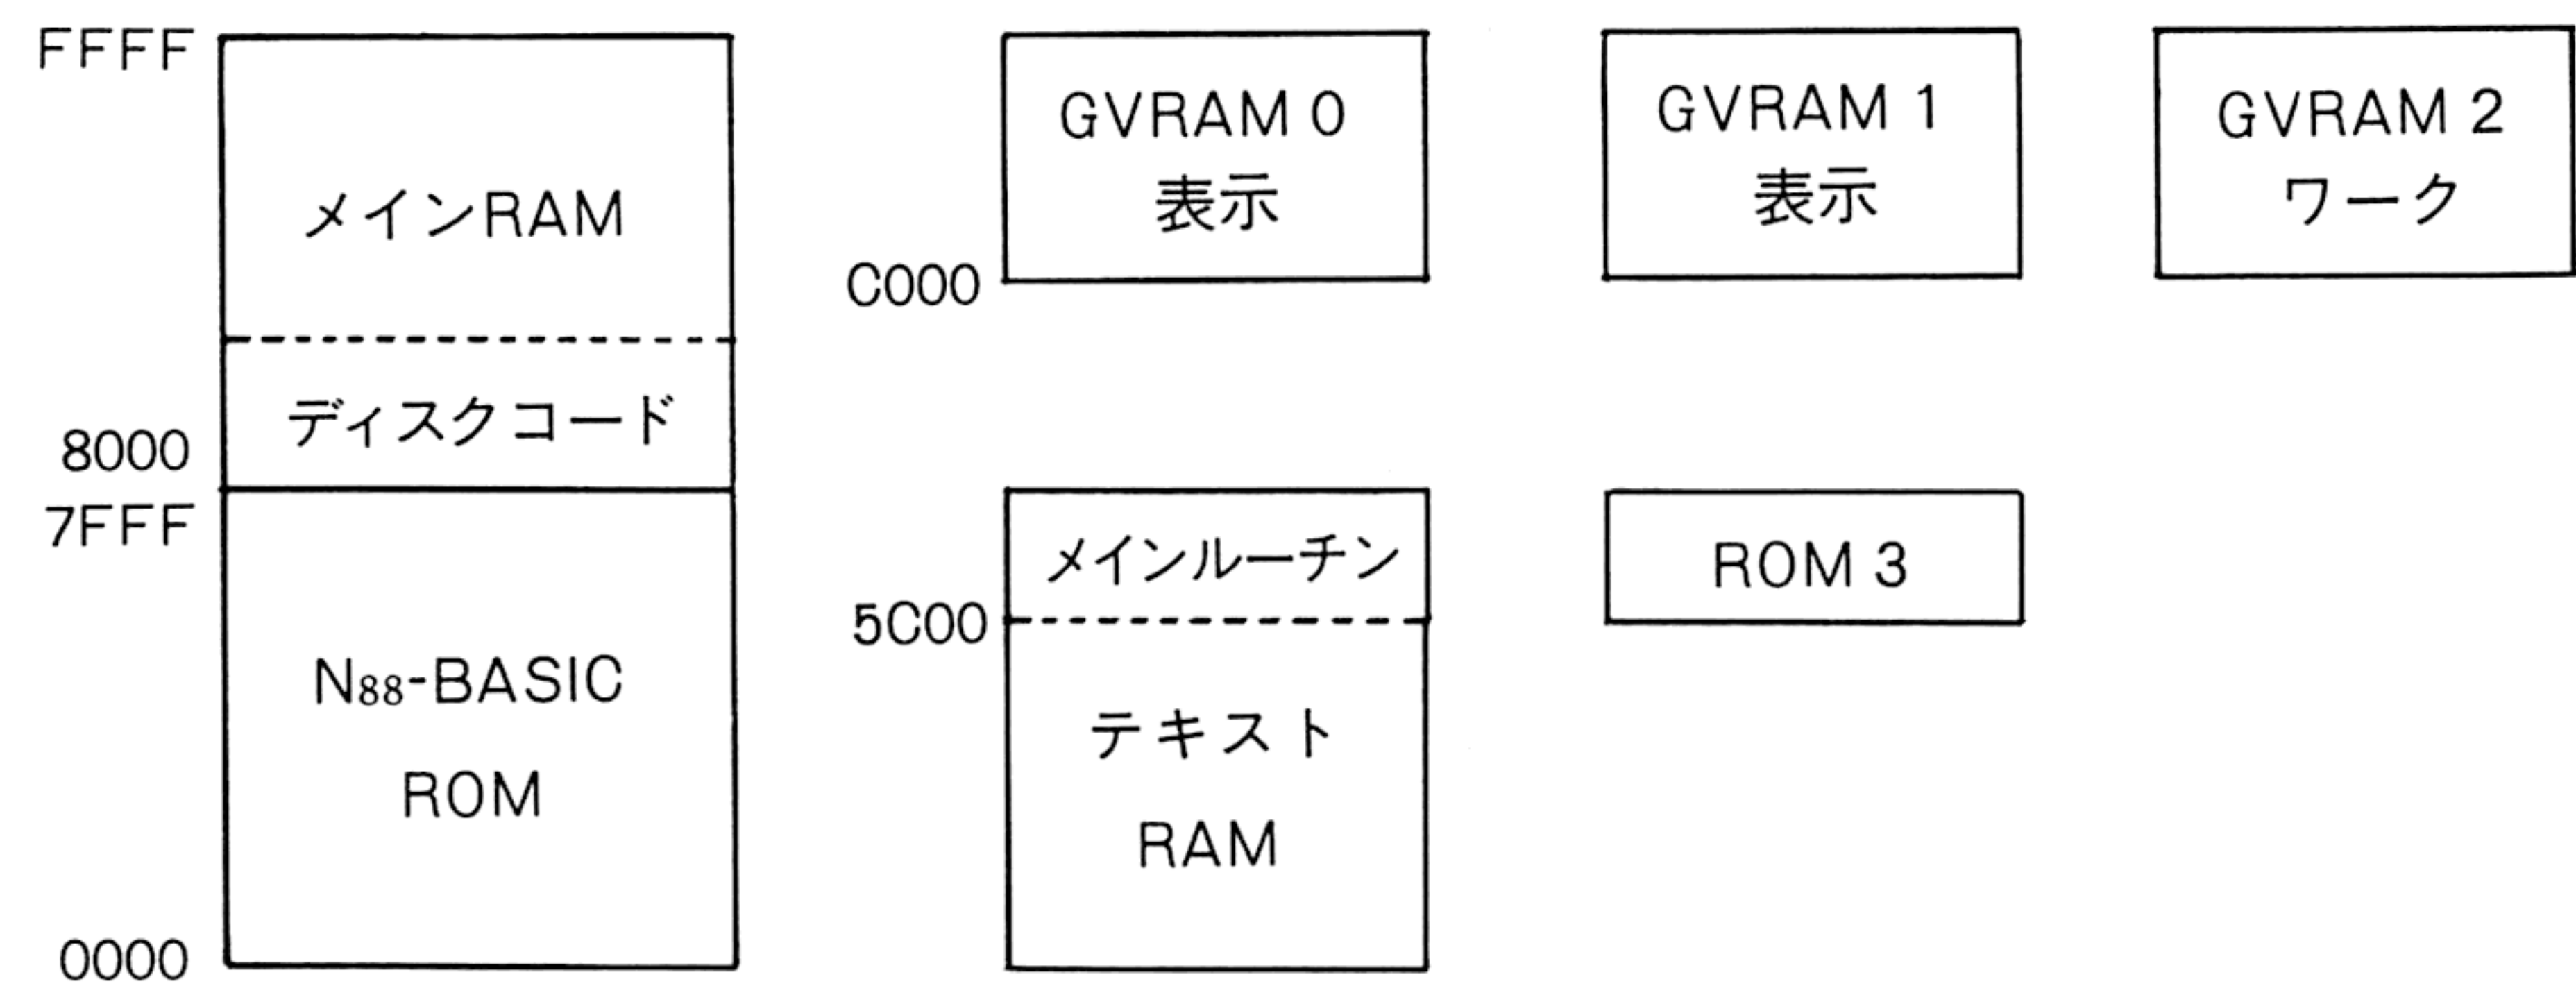 FFFF
メインRAM
ディスクコード
8000
7FFF
N88-BASIC
ROM
0000
GVRAM 0
表示
C000
GVRAM 1
表示
GVRAM 2
ワーク
メインルーチン
5C00
テキスト
RAM
ROM 3